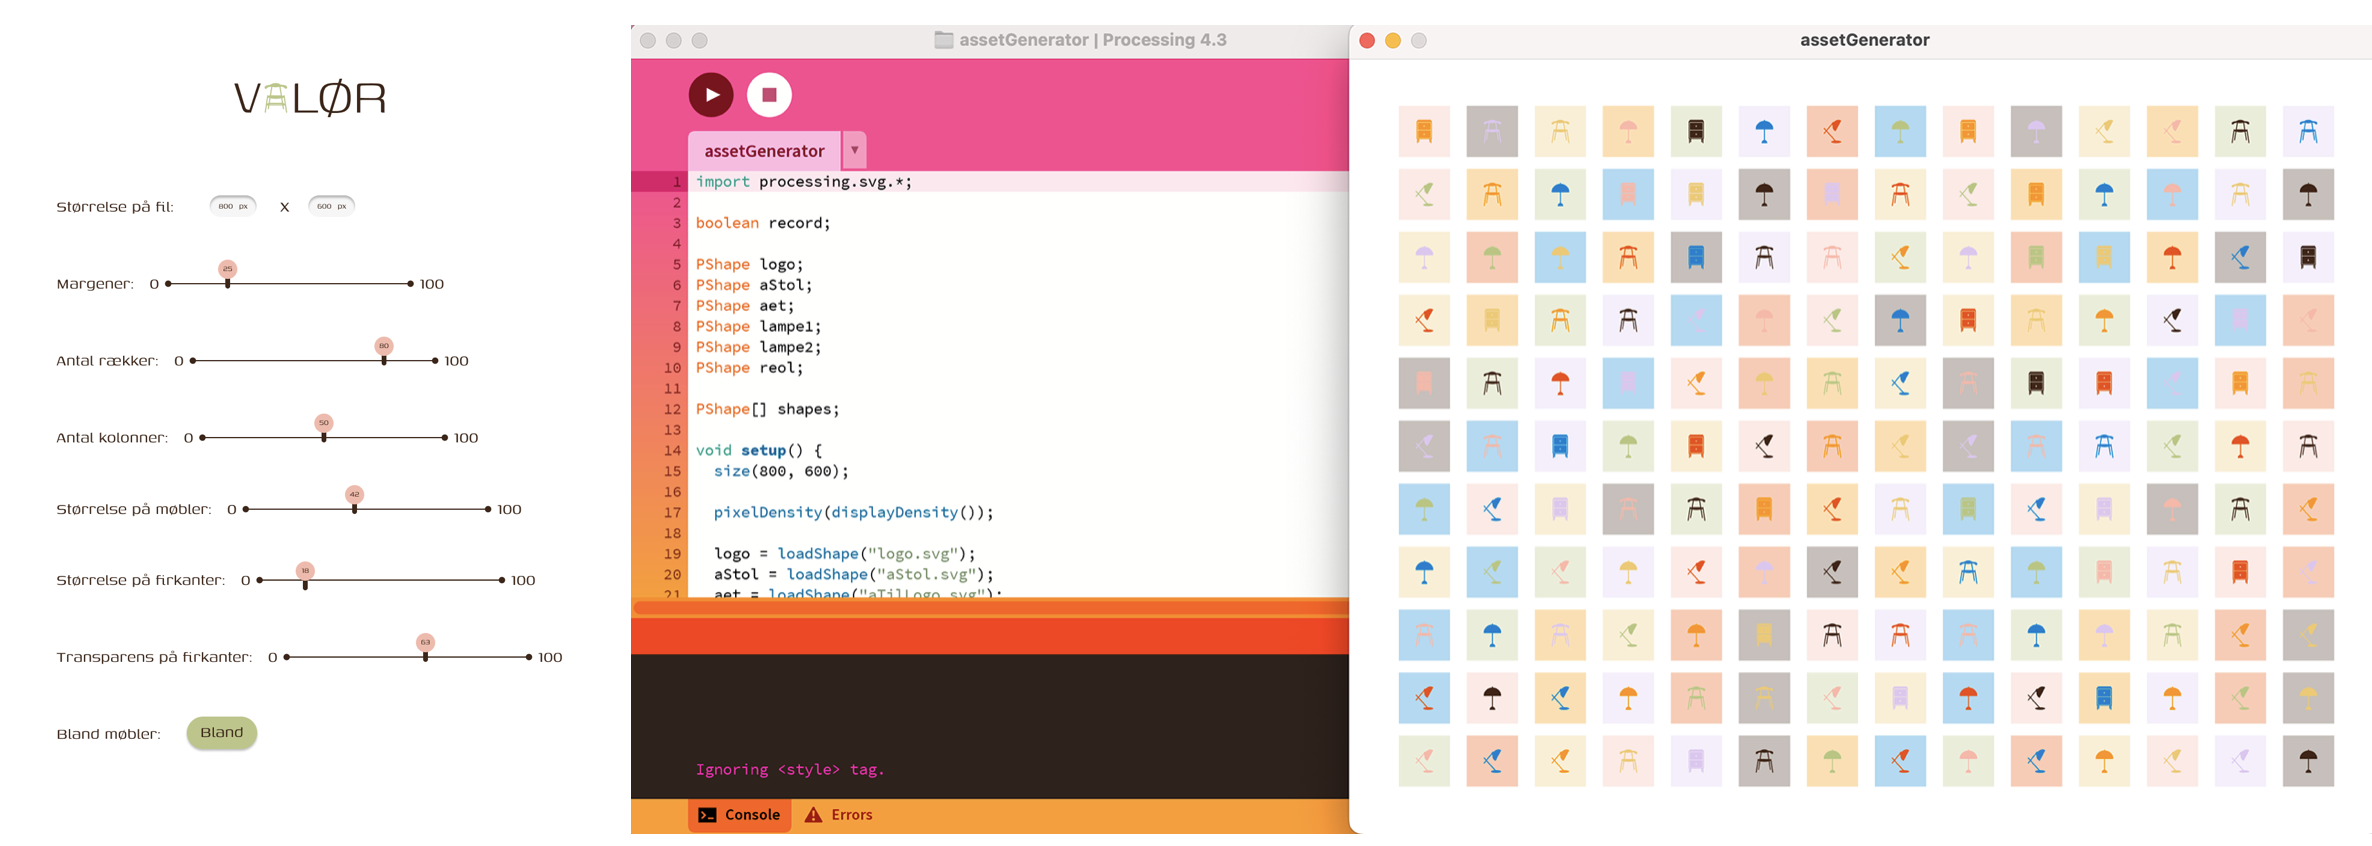 VALØR
Størrelse på fil: 800 px X 600 px
Margener: 0 25 100
Antal rækker: 0 80 100
Antal kolonner: 0 50 100
Størrelse på møbler: 0 42 100
Størrelse på firkanter: 0 18 100
Transparens på firkanter: 0 63 100
Bland møbler: Bland
assetGenerator | Processing 4.3
assetGenerator
1 import processing.svg.*;
2
3 boolean record;
4
5 PShape logo;
6 PShape aStol;
7 PShape aet;
8 PShape lampe1;
9 PShape lampe2;
10 PShape reol;
11
12 PShape[] shapes;
13
14 void setup() {
15 size(800, 600);
16
17 pixelDensity(displayDensity());
18
19 logo = loadShape("logo.svg");
20 aStol = loadShape("aStol.svg");
21 aet = loadShape("aTilLogo.svg");
Ignoring <style> tag.
Console Errors
assetGenerator